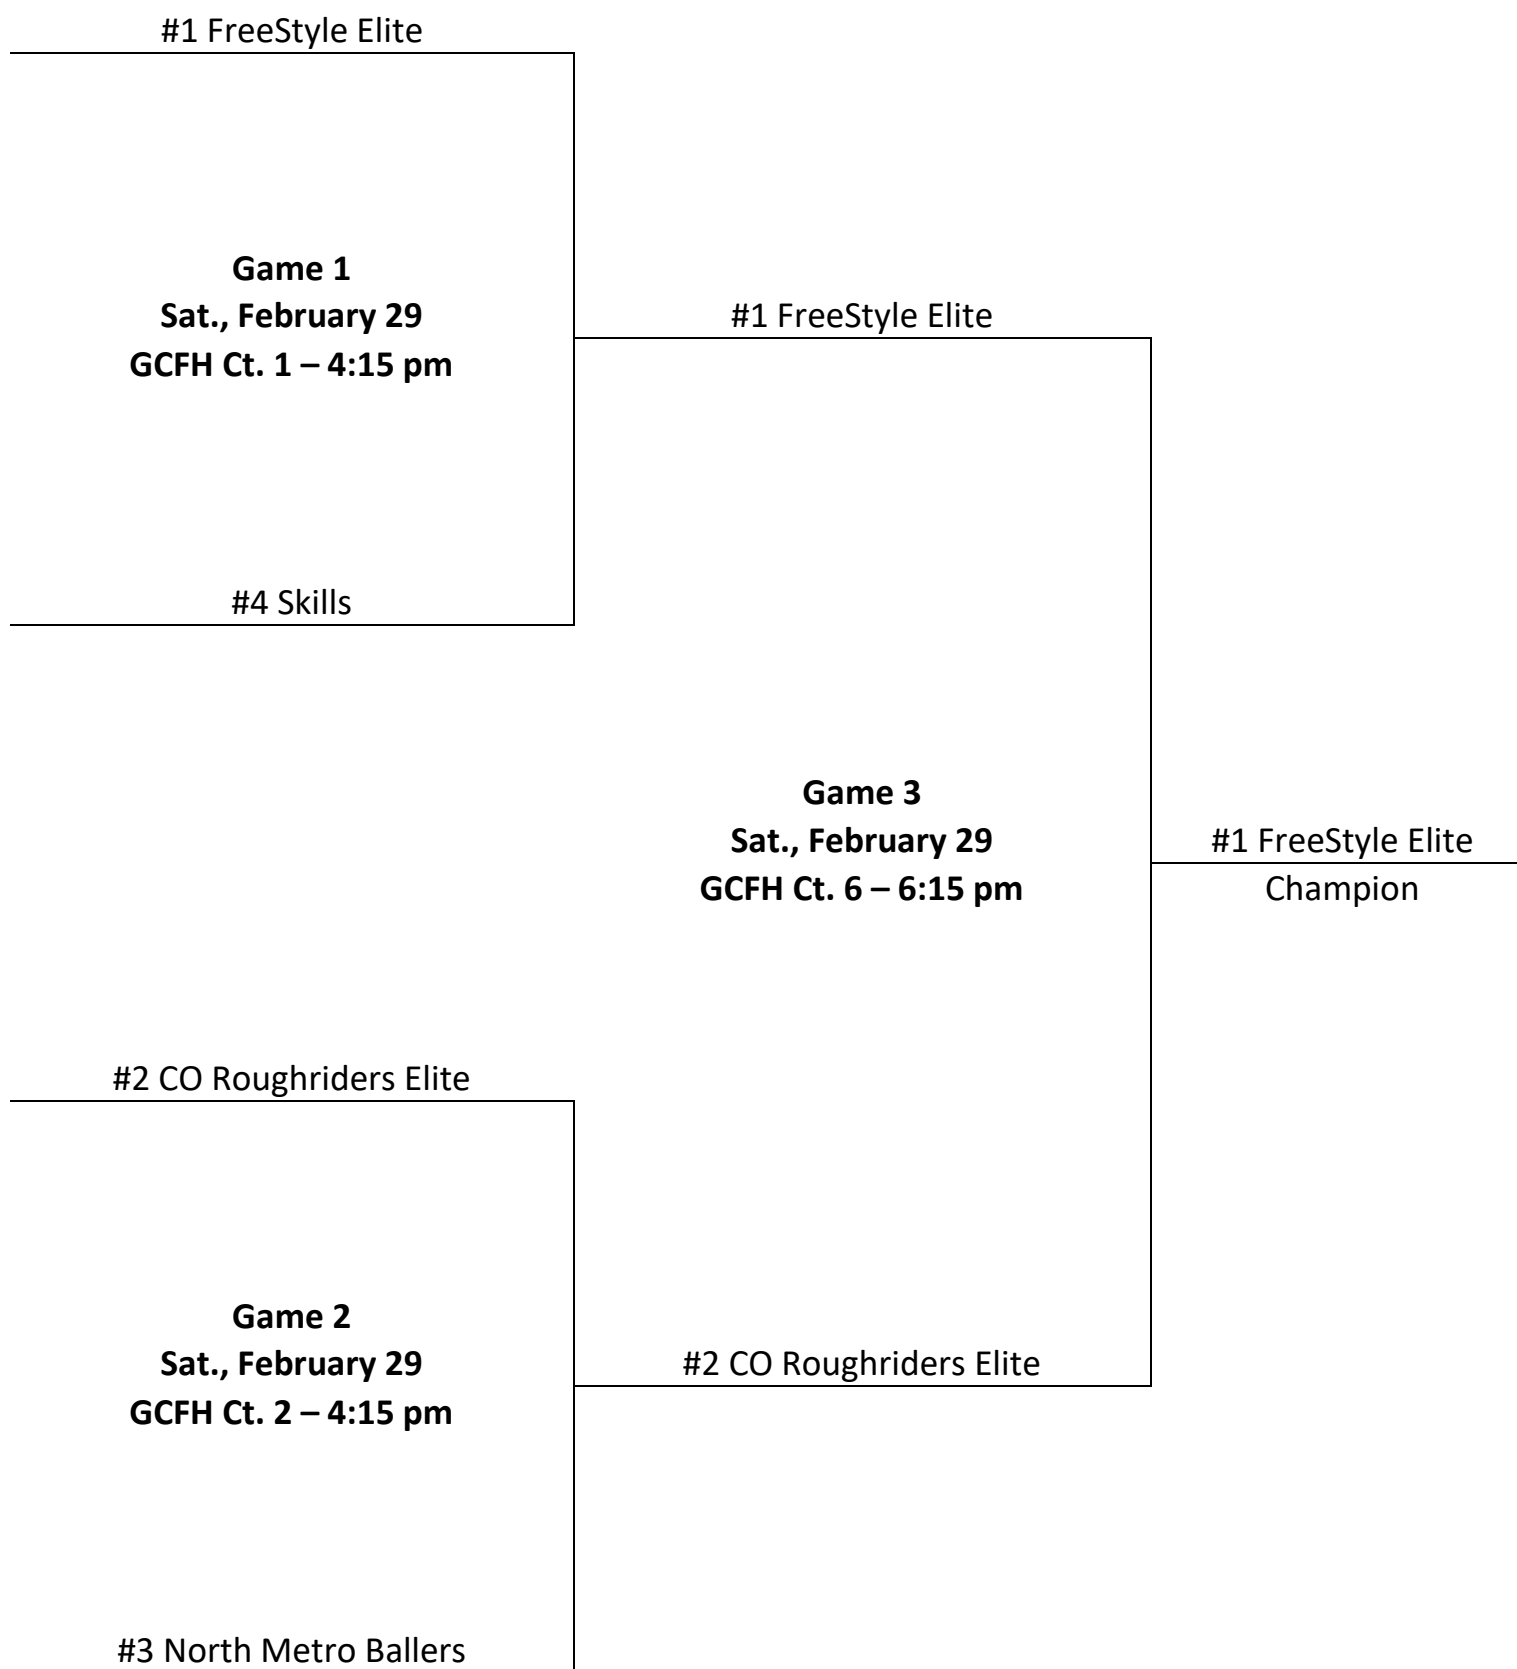 #1 FreeStyle Elite
Game 1
Sat., February 29
GCFH Ct. 1 – 4:15 pm
#1 FreeStyle Elite
#4 Skills
Game 3
Sat., February 29
GCFH Ct. 6 – 6:15 pm
#1 FreeStyle Elite
Champion
#2 CO Roughriders Elite
Game 2
Sat., February 29
GCFH Ct. 2 – 4:15 pm
#2 CO Roughriders Elite
#3 North Metro Ballers